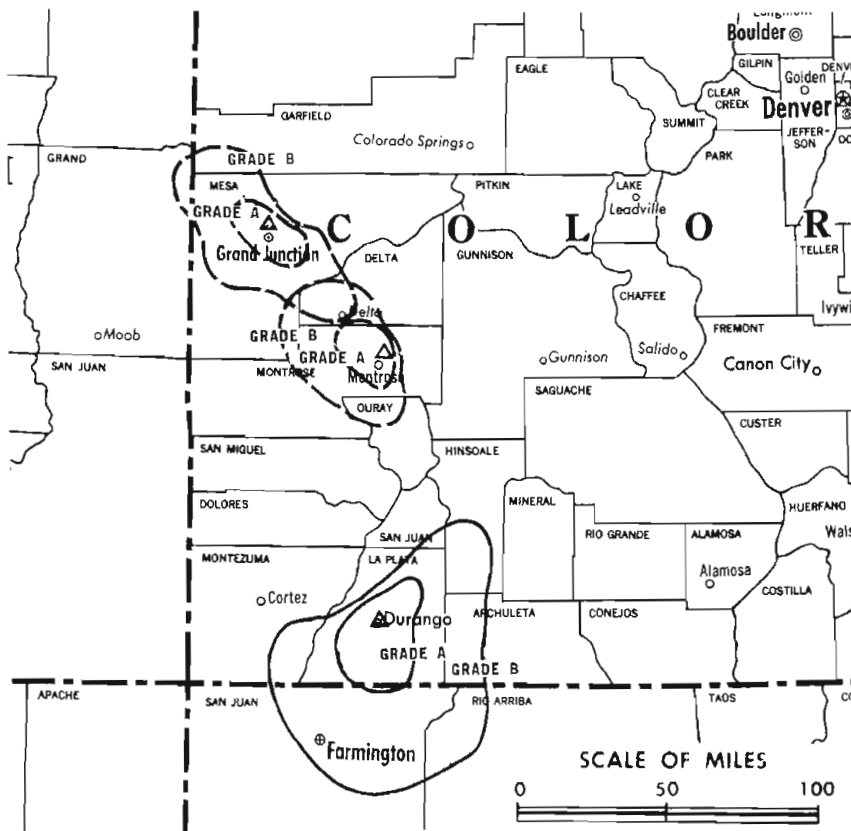 Boulder
EAGLE
GILPIN
Golden
CLEAR
CREEK
Denver
GARFIELD
SUMMIT
JEFFER-
SON
Colorado Springs
GRAND
GRADE B
PARK
MESA
PITKIN
LAKE
Leadville
GRADE A
C O L O R
Grand Junction
DELTA
GUNNISON
TELLER
CHAFFEE
Delta
Moob
GRADE B
FREMONT
GRADE A
Gunnison
Salido
SAN JUAN
MONTROSE
Montrose
Canon City
SAGUACHE
OURAY
CUSTER
SAN MIGUEL
HINSOALE
DOLORES
MINERAL
HUERFANO
SAN JUAN
RIO GRANDE
ALAMOSA
MONTEZUMA
LA PLATA
Alamosa
Cortez
COSTILLA
ARCHULETA
CONEJOS
Durango
GRADE A
GRADE B
APACHE
SAN JUAN
RIO ARRIBA
TAOS
Farmington
SCALE OF MILES
0 50 100